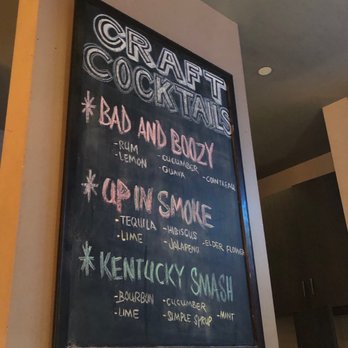 CRAFT
COCKTAILS
* BAD AND BOOZY
-RUM -CUCUMBER -COINTREAU
-LEMON -GUAVA
* UP IN SMOKE
-TEQUILA -HIBISCUS -ELDER FLOWER
-LIME -JALAPEÑO
* KENTUCKY SMASH
-BOURBON -CUCUMBER
-LIME -SIMPLE SYRUP -MINT